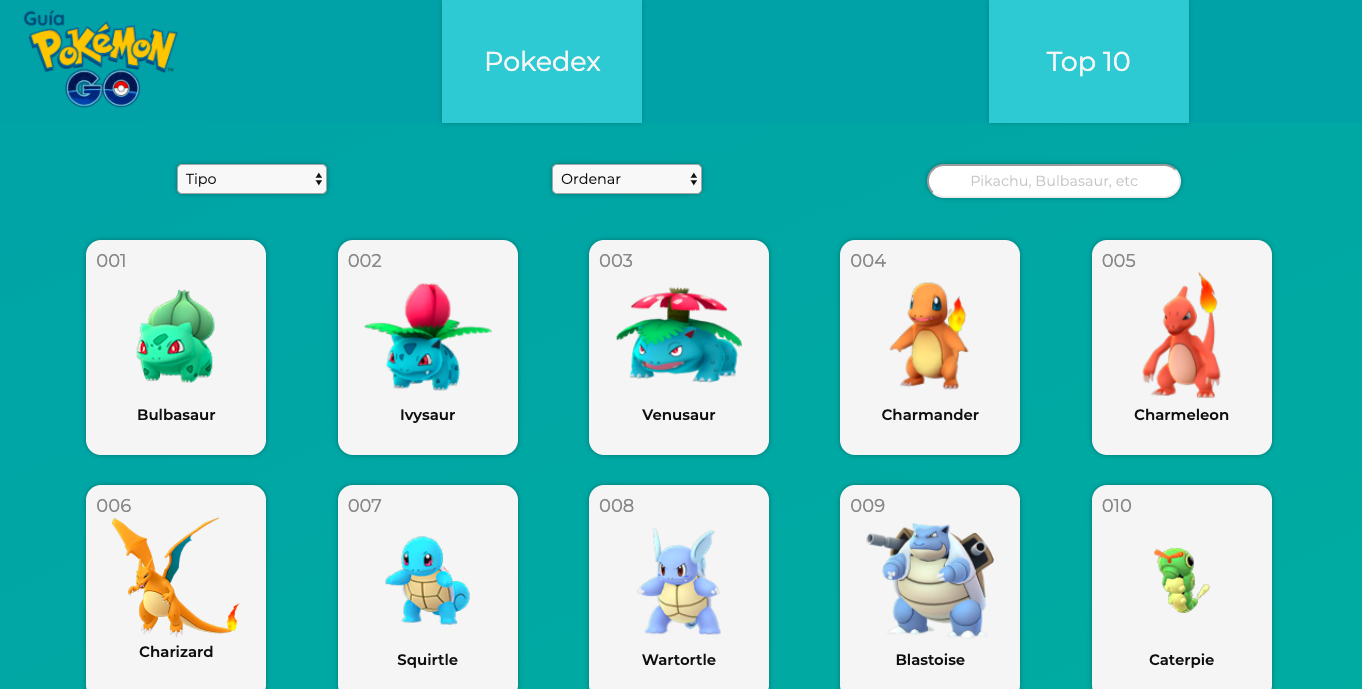 Guía
POKéMON
GO
Pokedex
Top 10
Tipo
Ordenar
Pikachu, Bulbasaur, etc
001
002
003
004
005
Bulbasaur
Ivysaur
Venusaur
Charmander
Charmeleon
006
007
008
009
010
Charizard
Squirtle
Wartortle
Blastoise
Caterpie